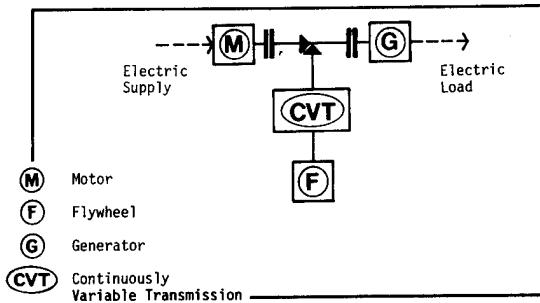 M
G
Electric
Supply
Electric
Load
CVT
F
M Motor
F Flywheel
G Generator
CVT Continuously
Variable Transmission